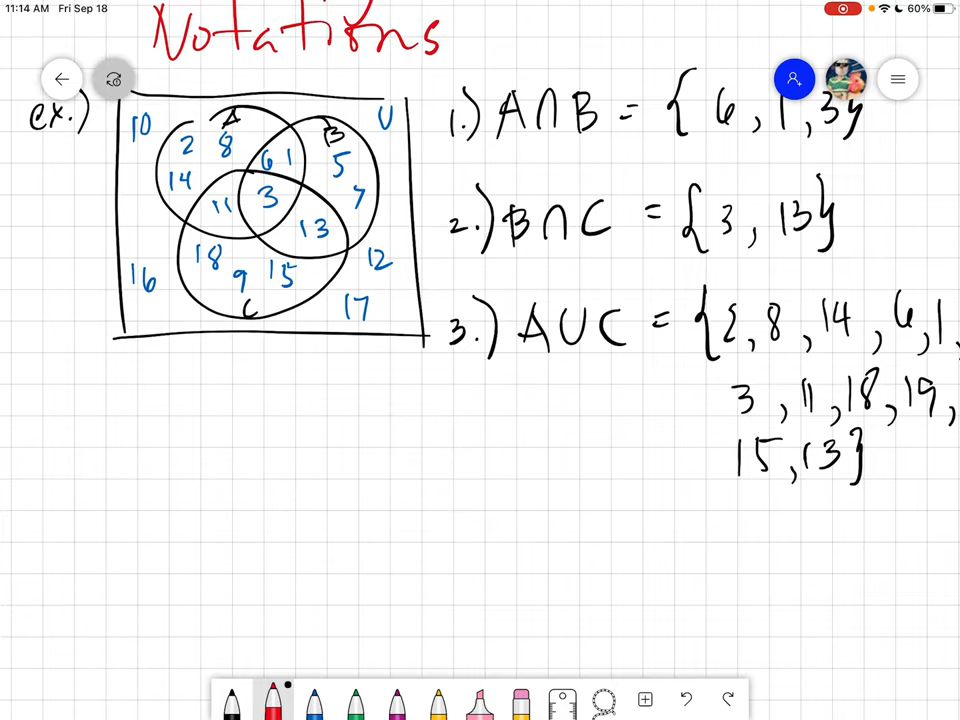 11:14 AM Fri Sep 18
60%
Notations
ex.)
10
A
B
U
2
8
6 1
5
14
11
3
7
13
18
9
15
12
16
C
17
1.) A∩B = { 6, 1, 3}
2.) B∩C = {3, 13}
3.) A∪C = {2, 8, 14, 6, 1,
3, 11, 18, 19,
15, 13}